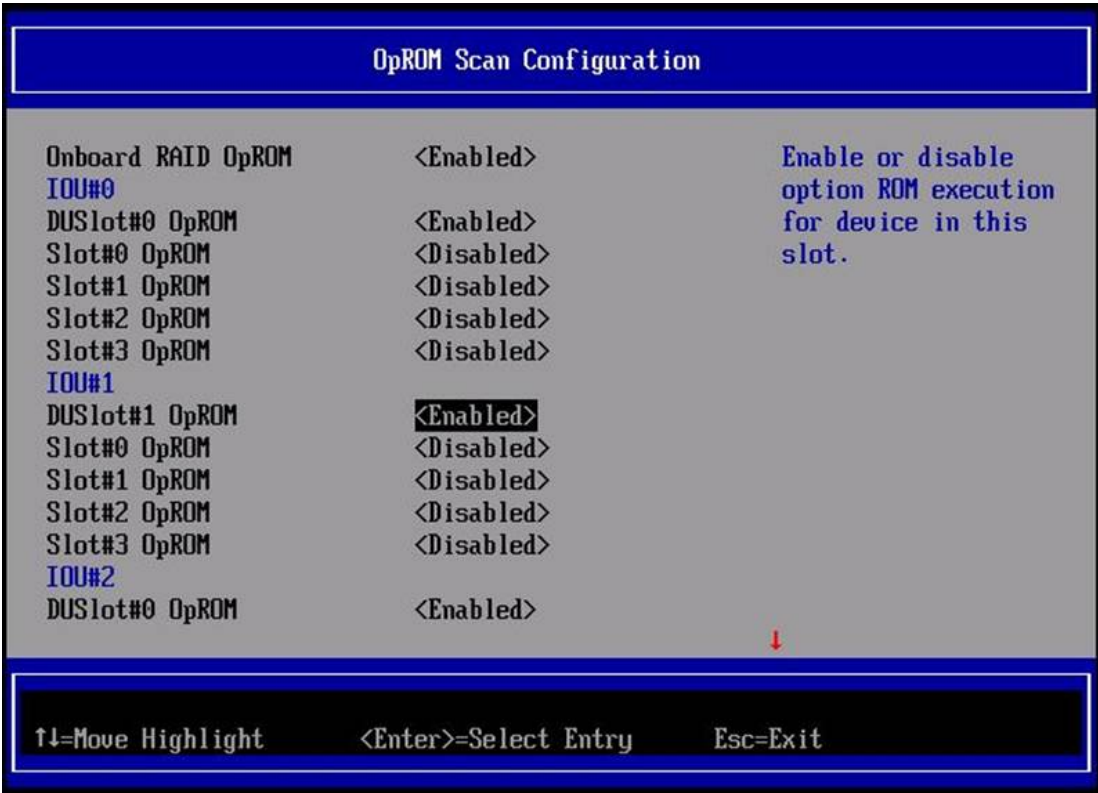 OpROM Scan Configuration
Onboard RAID OpROM <Enabled> Enable or disable
IOU#0 option ROM execution
DUSlot#0 OpROM <Enabled> for device in this
Slot#0 OpROM <Disabled> slot.
Slot#1 OpROM <Disabled>
Slot#2 OpROM <Disabled>
Slot#3 OpROM <Disabled>
IOU#1
DUSlot#1 OpROM <Enabled>
Slot#0 OpROM <Disabled>
Slot#1 OpROM <Disabled>
Slot#2 OpROM <Disabled>
Slot#3 OpROM <Disabled>
IOU#2
DUSlot#0 OpROM <Enabled>
↓
↑↓=Move Highlight <Enter>=Select Entry Esc=Exit